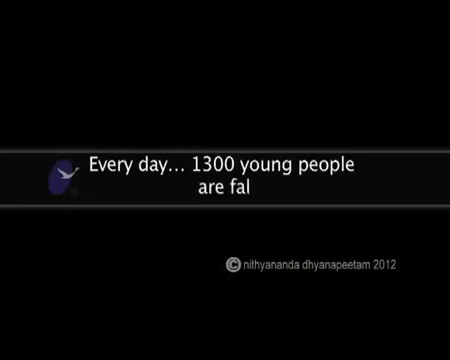 Every day... 1300 young people
are fal
© nithyananda dhyanapeetam 2012